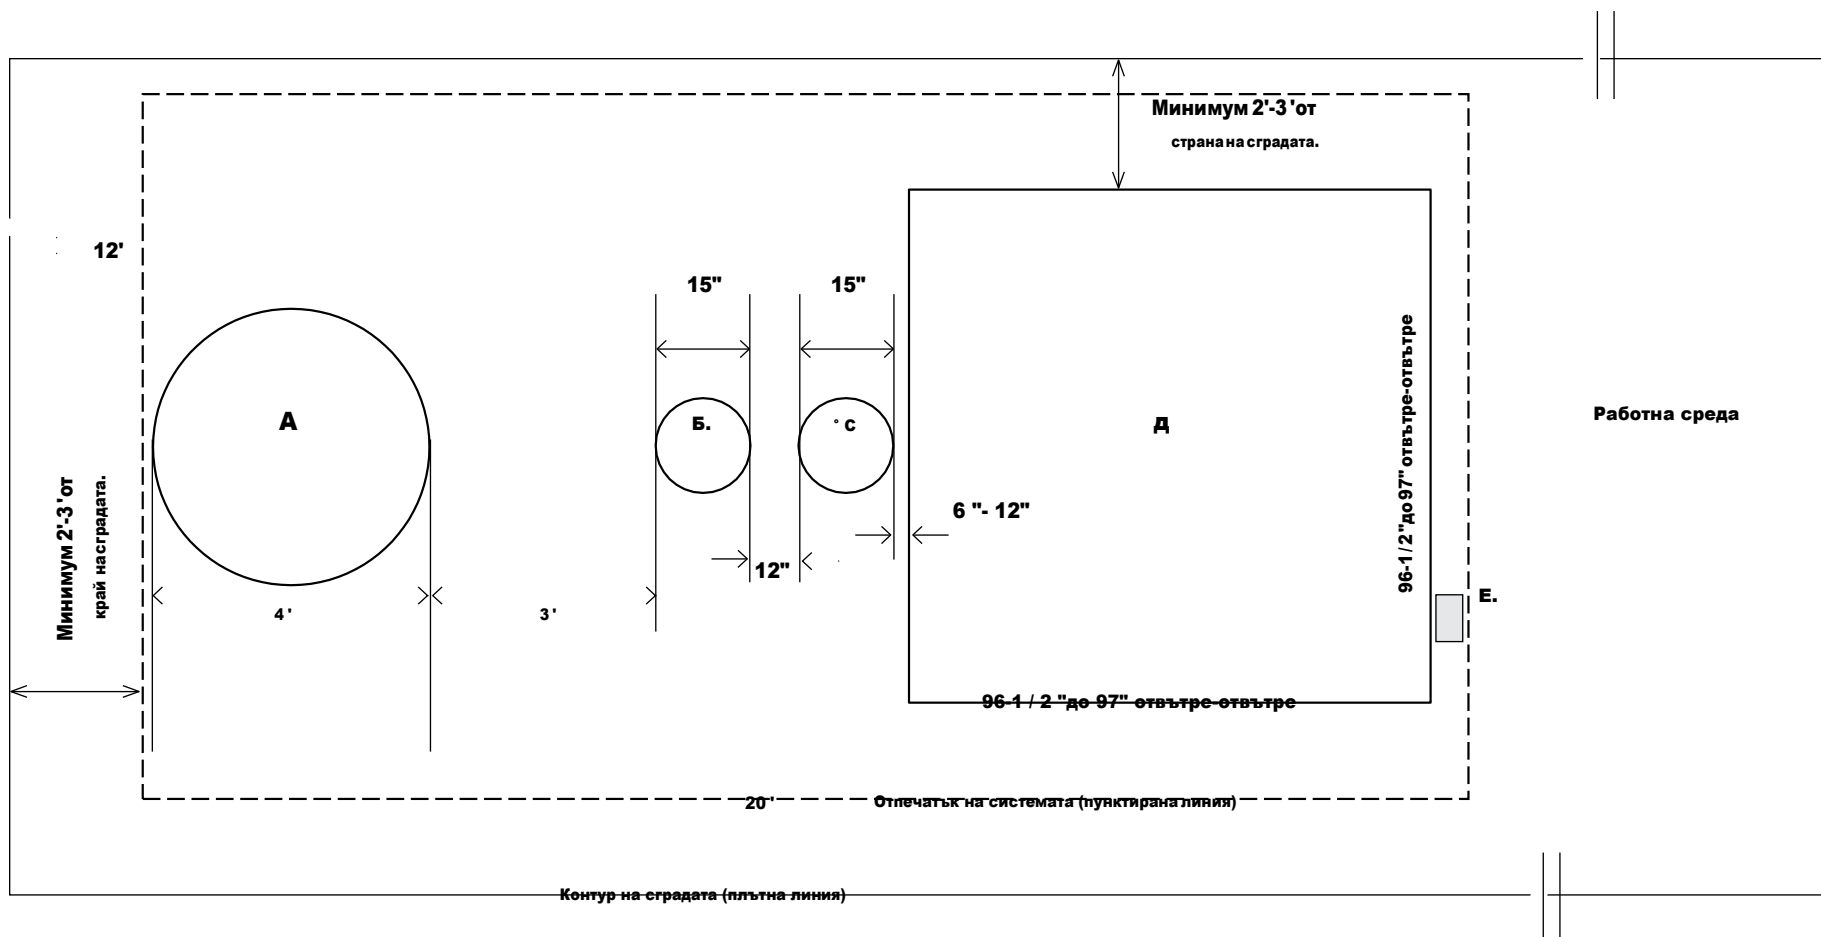 Минимум 2'-3 'от
страна на сградата.
12'
15"
15"
А
Б.
° С
Д
96-1 / 2 "до 97" отвътре-отвътре
Работна среда
Минимум 2'-3 'от
край на сградата.
6 "- 12"
12"
4 '
3 '
Е.
96-1 / 2 "до 97" отвътре-отвътре
20 '
Отпечатък на системата (пунктирана линия)
Контур на сградата (плътна линия)